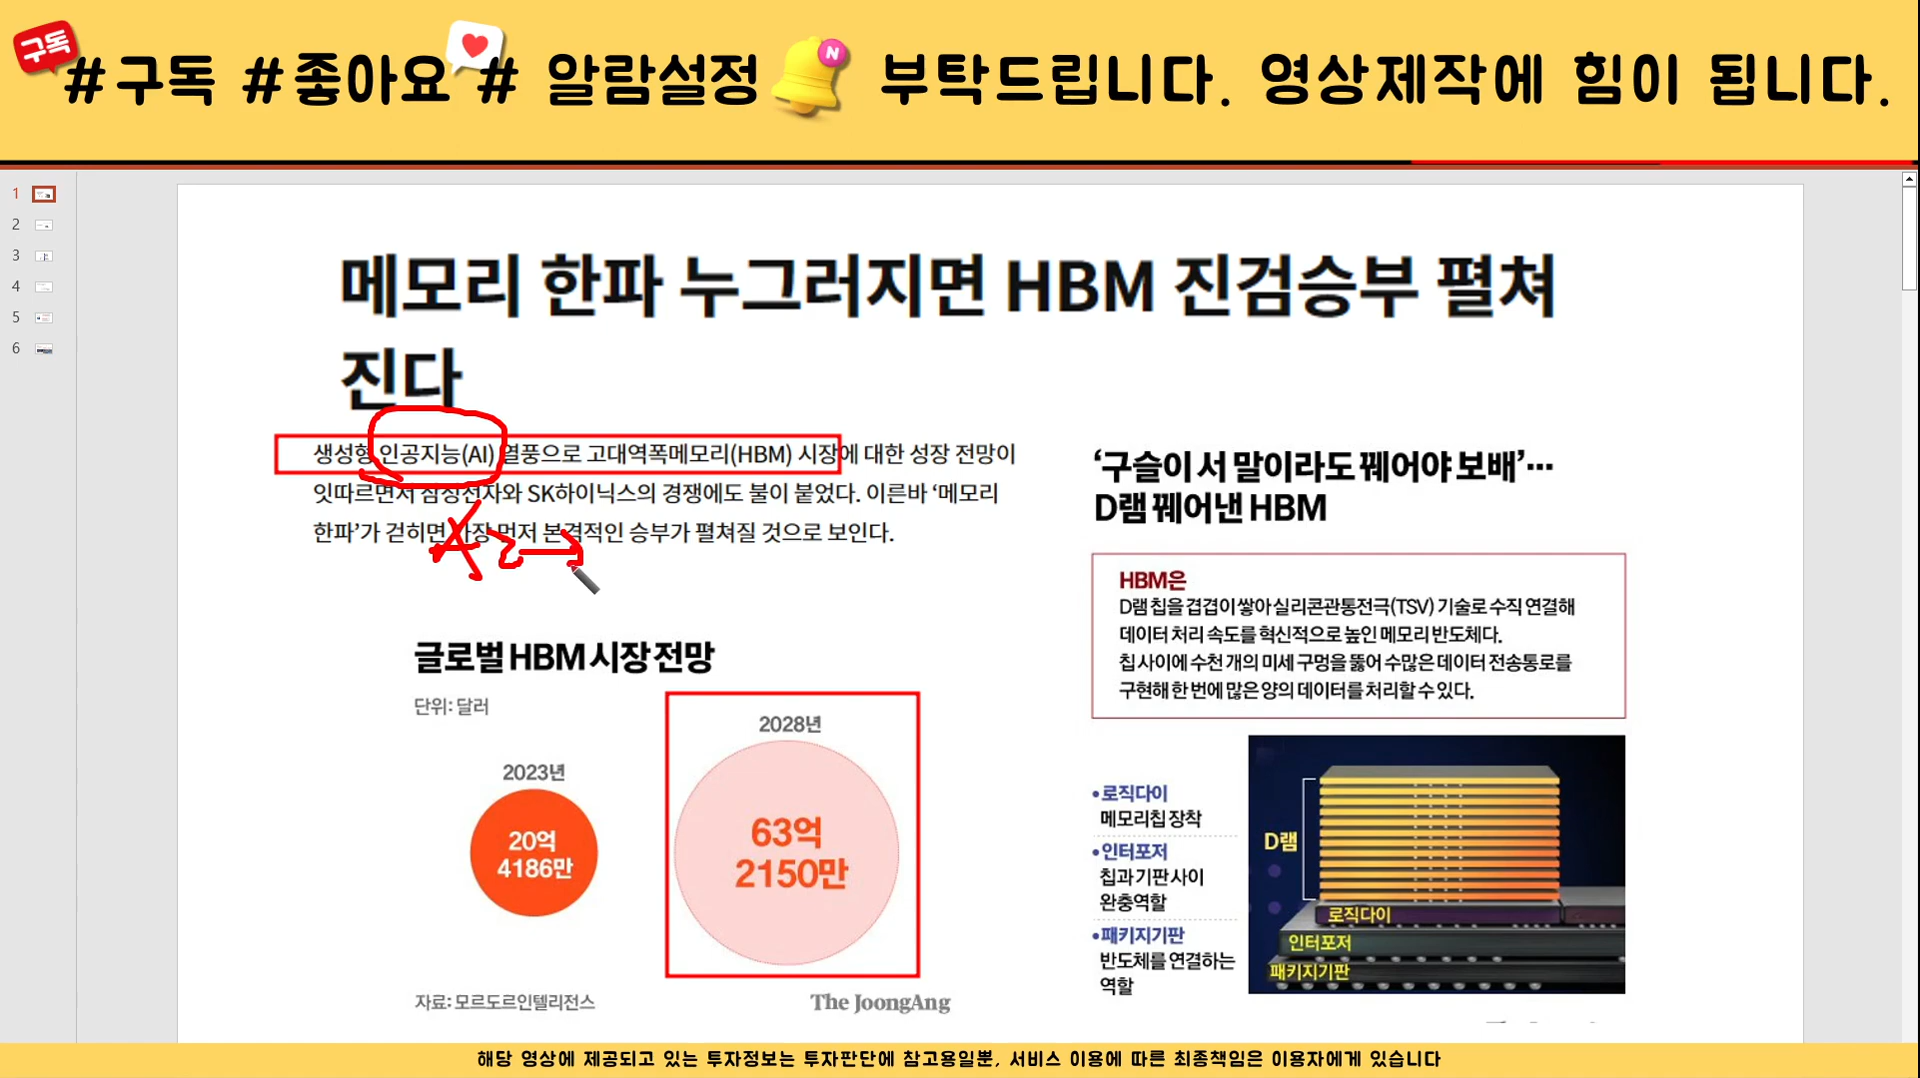 구독
#구독 #좋아요 # 알람설정 N 부탁드립니다. 영상제작에 힘이 됩니다.
1
2
3
4
5
6
메모리 한파 누그러지면 HBM 진검승부 펼쳐
진다
생성형 인공지능(AI) 열풍으로 고대역폭메모리(HBM) 시장에 대한 성장 전망이
잇따르면서 삼성전자와 SK하이닉스의 경쟁에도 불이 붙었다. 이른바 ‘메모리
한파’가 걷히면 가장 먼저 본격적인 승부가 펼쳐질 것으로 보인다.
글로벌 HBM 시장 전망
단위: 달러
2023년
20억
4186만
2028년
63억
2150만
자료: 모르도르인텔리전스
The JoongAng
‘구슬이 서 말이라도 꿰어야 보배’…
D램 꿰어낸 HBM
HBM은
D램 칩을 겹겹이 쌓아 실리콘관통전극(TSV) 기술로 수직 연결해
데이터 처리 속도를 혁신적으로 높인 메모리 반도체다.
칩 사이에 수천 개의 미세 구멍을 뚫어 수많은 데이터 전송통로를
구현해 한 번에 많은 양의 데이터를 처리할 수 있다.
•로직다이
메모리칩 장착
•인터포저
칩과 기판 사이
완충역할
•패키지기판
반도체를 연결하는
역할
D램
로직다이
인터포저
패키지기판
해당 영상에 제공되고 있는 투자정보는 투자판단에 참고용일뿐, 서비스 이용에 따른 최종책임은 이용자에게 있습니다